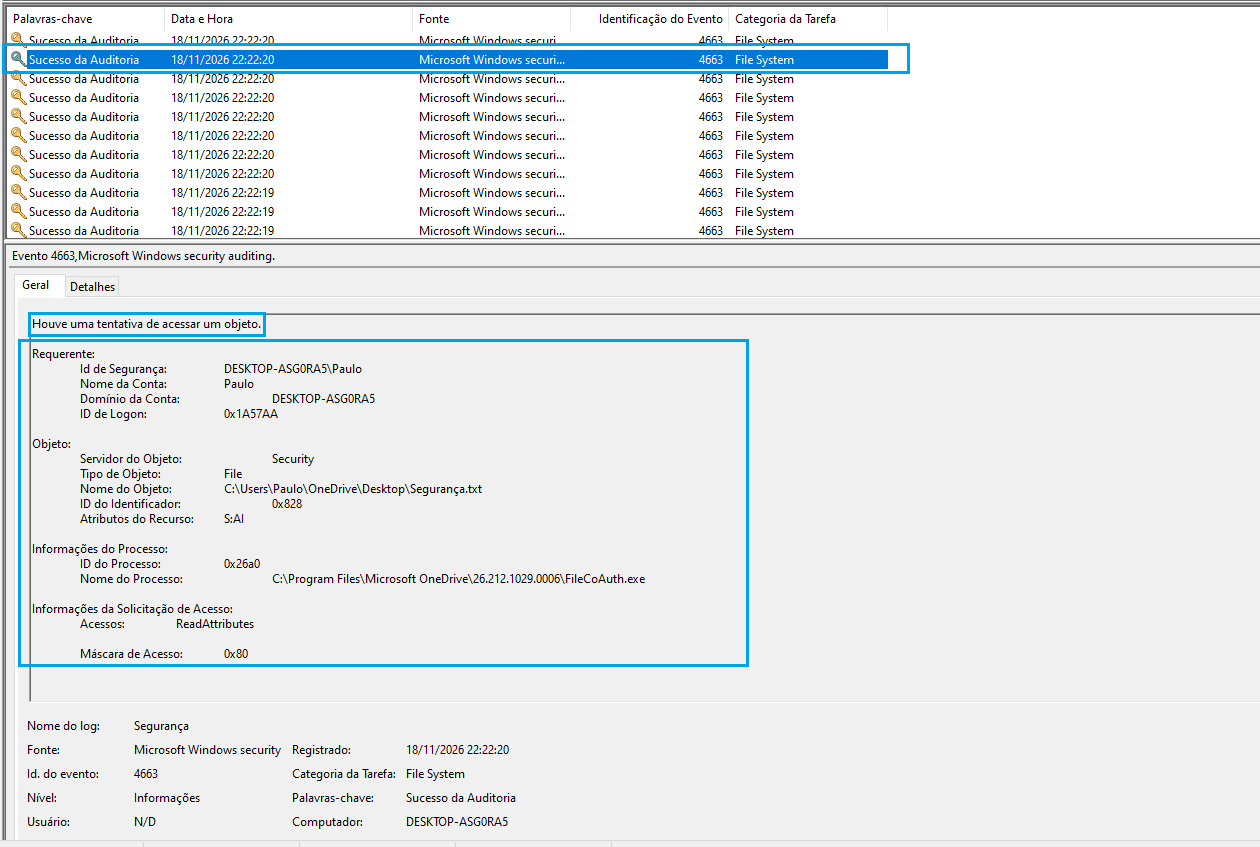 Palavras-chave Data e Hora Fonte Identificação do Evento Categoria da Tarefa
Sucesso da Auditoria 18/11/2026 22:22:20 Microsoft Windows securi... 4663 File System
Sucesso da Auditoria 18/11/2026 22:22:20 Microsoft Windows securi... 4663 File System
Sucesso da Auditoria 18/11/2026 22:22:20 Microsoft Windows securi... 4663 File System
Sucesso da Auditoria 18/11/2026 22:22:20 Microsoft Windows securi... 4663 File System
Sucesso da Auditoria 18/11/2026 22:22:20 Microsoft Windows securi... 4663 File System
Sucesso da Auditoria 18/11/2026 22:22:20 Microsoft Windows securi... 4663 File System
Sucesso da Auditoria 18/11/2026 22:22:20 Microsoft Windows securi... 4663 File System
Sucesso da Auditoria 18/11/2026 22:22:20 Microsoft Windows securi... 4663 File System
Sucesso da Auditoria 18/11/2026 22:22:19 Microsoft Windows securi... 4663 File System
Sucesso da Auditoria 18/11/2026 22:22:19 Microsoft Windows securi... 4663 File System
Sucesso da Auditoria 18/11/2026 22:22:19 Microsoft Windows securi... 4663 File System
Evento 4663,Microsoft Windows security auditing.
Geral Detalhes
Houve uma tentativa de acessar um objeto.
Requerente:
Id de Segurança: DESKTOP-ASG0RA5\Paulo
Nome da Conta: Paulo
Domínio da Conta: DESKTOP-ASG0RA5
ID de Logon: 0x1A57AA
Objeto:
Servidor do Objeto: Security
Tipo de Objeto: File
Nome do Objeto: C:\Users\Paulo\OneDrive\Desktop\Segurança.txt
ID do Identificador: 0x828
Atributos do Recurso: S:AI
Informações do Processo:
ID do Processo: 0x26a0
Nome do Processo: C:\Program Files\Microsoft OneDrive\26.212.1029.0006\FileCoAuth.exe
Informações da Solicitação de Acesso:
Acessos: ReadAttributes
Máscara de Acesso: 0x80
Nome do log: Segurança
Fonte: Microsoft Windows security Registrado: 18/11/2026 22:22:20
Id. do evento: 4663 Categoria da Tarefa: File System
Nível: Informações Palavras-chave: Sucesso da Auditoria
Usuário: N/D Computador: DESKTOP-ASG0RA5